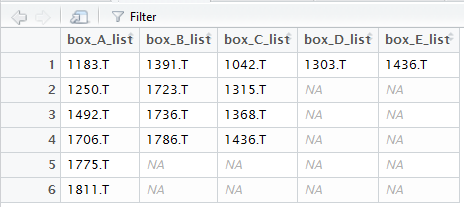 Filter
box_A_list box_B_list box_C_list box_D_list box_E_list
1 1183.T 1391.T 1042.T 1303.T 1436.T
2 1250.T 1723.T 1315.T NA NA
3 1492.T 1736.T 1368.T NA NA
4 1706.T 1786.T 1436.T NA NA
5 1775.T NA NA NA NA
6 1811.T NA NA NA NA